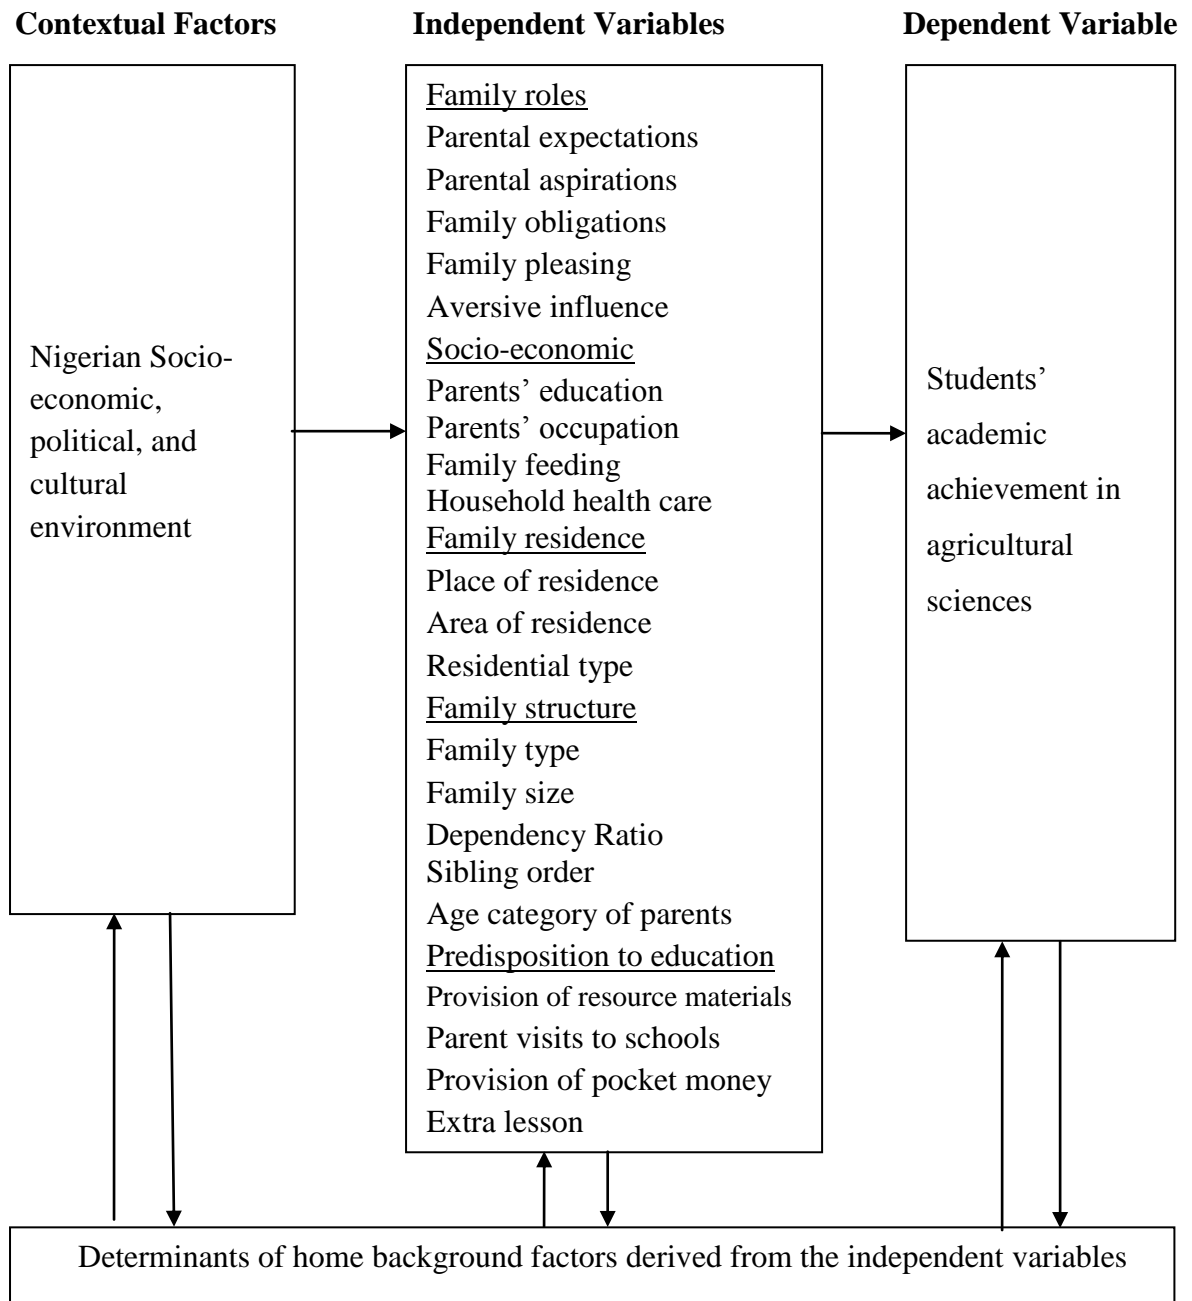 Contextual Factors
Independent Variables
Dependent Variable
Nigerian Socio-
economic,
political, and
cultural
environment
Family roles
Parental expectations
Parental aspirations
Family obligations
Family pleasing
Aversive influence
Socio-economic
Parents’ education
Parents’ occupation
Family feeding
Household health care
Family residence
Place of residence
Area of residence
Residential type
Family structure
Family type
Family size
Dependency Ratio
Sibling order
Age category of parents
Predisposition to education
Provision of resource materials
Parent visits to schools
Provision of pocket money
Extra lesson
Students’
academic
achievement in
agricultural
sciences
Determinants of home background factors derived from the independent variables